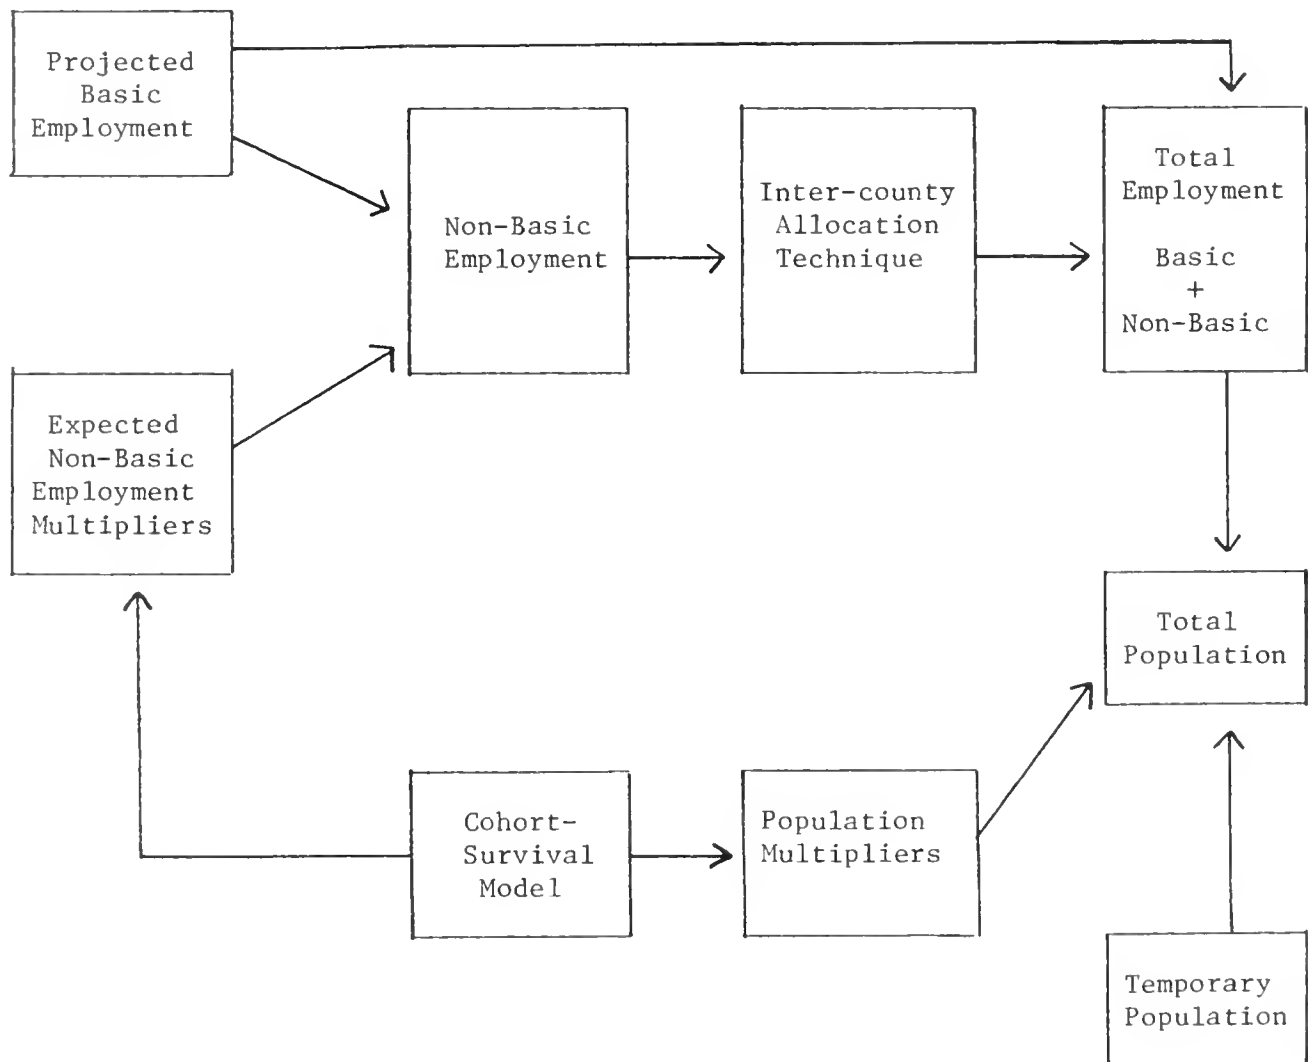 Projected
Basic
Employment
Non-Basic
Employment
Inter-county
Allocation
Technique
Total
Employment
Basic
+
Non-Basic
Expected
Non-Basic
Employment
Multipliers
Total
Population
Cohort-
Survival
Model
Population
Multipliers
Temporary
Population